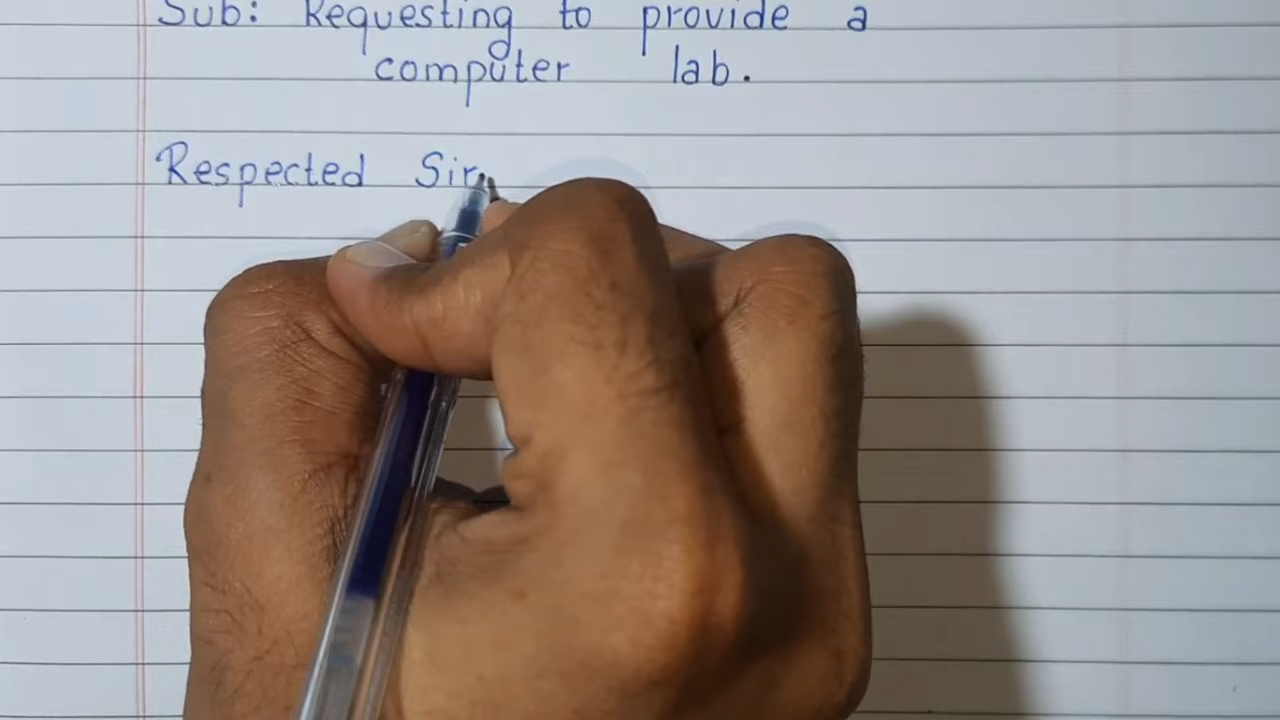 Sub: Requesting to provide a
computer lab.
Respected Sir,